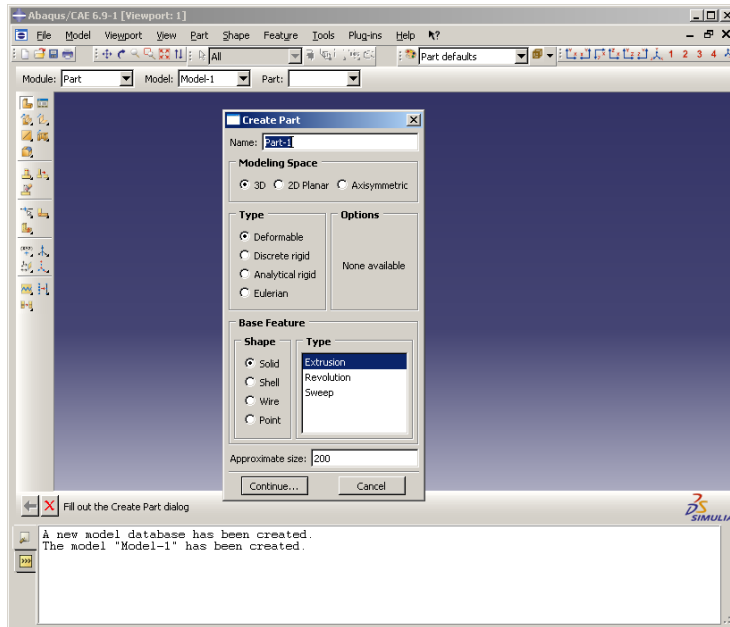 Abaqus/CAE 6.9-1 [Viewport: 1]
File Model Viewport View Part Shape Feature Tools Plug-ins Help
All Part defaults 1 2 3 4
Module: Part Model: Model-1 Part:
Create Part
Name: Part-1
Modeling Space
3D 2D Planar Axisymmetric
Type Options
Deformable
Discrete rigid
None available
Analytical rigid
Eulerian
Base Feature
Shape Type
Solid Extrusion
Shell Revolution
Wire Sweep
Point
Approximate size: 200
Continue... Cancel
Fill out the Create Part dialog
SIMULIA
A new model database has been created.
The model "Model-1" has been created.